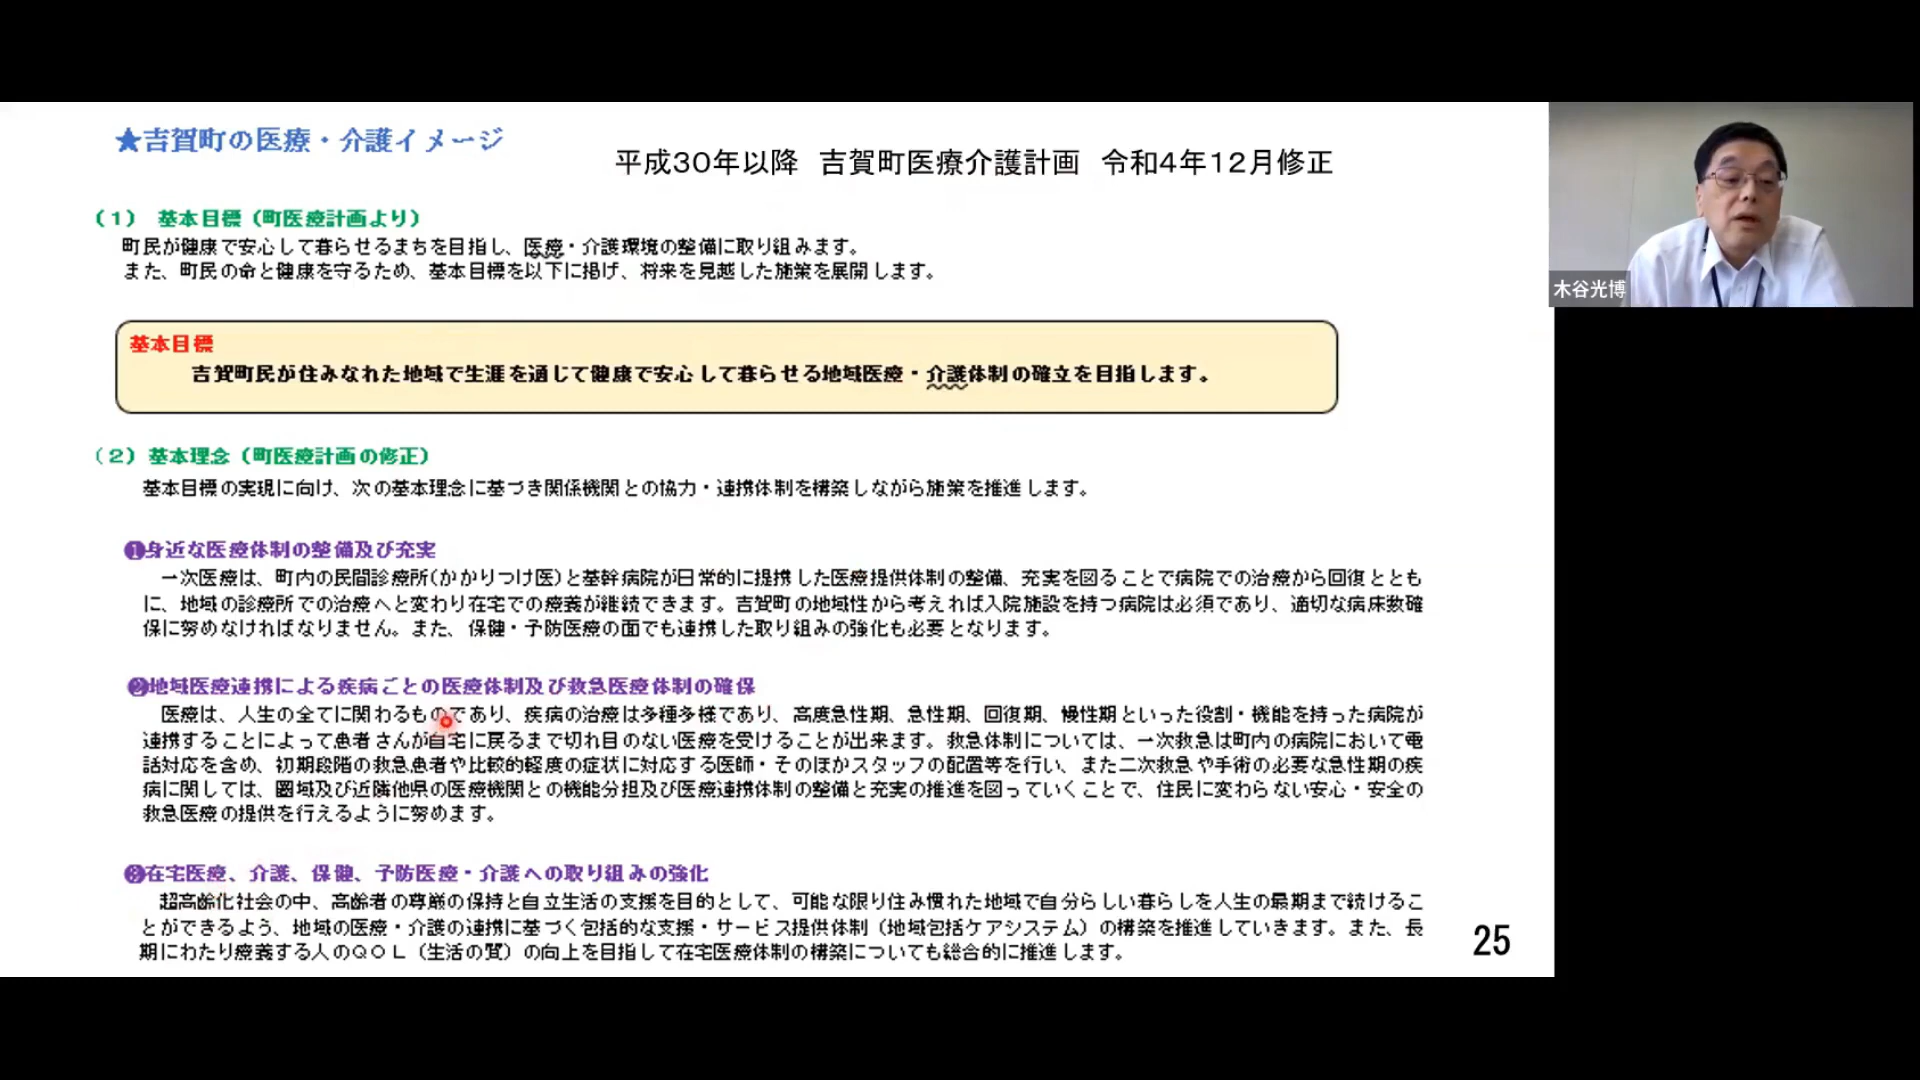 ★吉賀町の医療・介護イメージ
平成30年以降　吉賀町医療介護計画　令和4年12月修正
木谷光博
（1）　基本目標（町医療計画より）
町民が健康で安心して暮らせるまちを目指し、医療・介護環境の整備に取り組みます。
また、町民の命と健康を守るため、基本目標を以下に掲げ、将来を見越した施策を展開します。
基本目標
吉賀町民が住みなれた地域で生涯を通じて健康で安心して暮らせる地域医療・介護体制の確立を目指します。
（2）基本理念（町医療計画の修正）
基本目標の実現に向け、次の基本理念に基づき関係機関との協力・連携体制を構築しながら施策を推進します。
❶身近な医療体制の整備及び充実
一次医療は、町内の民間診療所(かかりつけ医)と基幹病院が日常的に提携した医療提供体制の整備、充実を図ることで病院での治療から回復ととも
に、地域の診療所での治療へと変わり在宅での療養が継続できます。吉賀町の地域性から考えれば入院施設を持つ病院は必須であり、適切な病床数確
保に努めなければなりません。また、保健・予防医療の面でも連携した取り組みの強化も必要となります。
❷地域医療連携による疾病ごとの医療体制及び救急医療体制の確保
医療は、人生の全てに関わるものであり、疾病の治療は多種多様であり、高度急性期、急性期、回復期、慢性期といった役割・機能を持った病院が
連携することによって患者さんが自宅に戻るまで切れ目のない医療を受けることが出来ます。救急体制については、一次救急は町内の病院において電
話対応を含め、初期段階の救急患者や比較的軽度の症状に対応する医師・そのほかスタッフの配置等を行い、また二次救急や手術の必要な急性期の疾
病に関しては、圏域及び近隣他県の医療機関との機能分担及び医療連携体制の整備と充実の推進を図っていくことで、住民に変わらない安心・安全の
救急医療の提供を行えるように努めます。
❸在宅医療、介護、保健、予防医療・介護への取り組みの強化
超高齢化社会の中、高齢者の尊厳の保持と自立生活の支援を目的として、可能な限り住み慣れた地域で自分らしい暮らしを人生の最期まで続けるこ
とができるよう、地域の医療・介護の連携に基づく包括的な支援・サービス提供体制（地域包括ケアシステム）の構築を推進していきます。また、長
期にわたり療養する人のQOL（生活の質）の向上を目指して在宅医療体制の構築についても総合的に推進します。
25